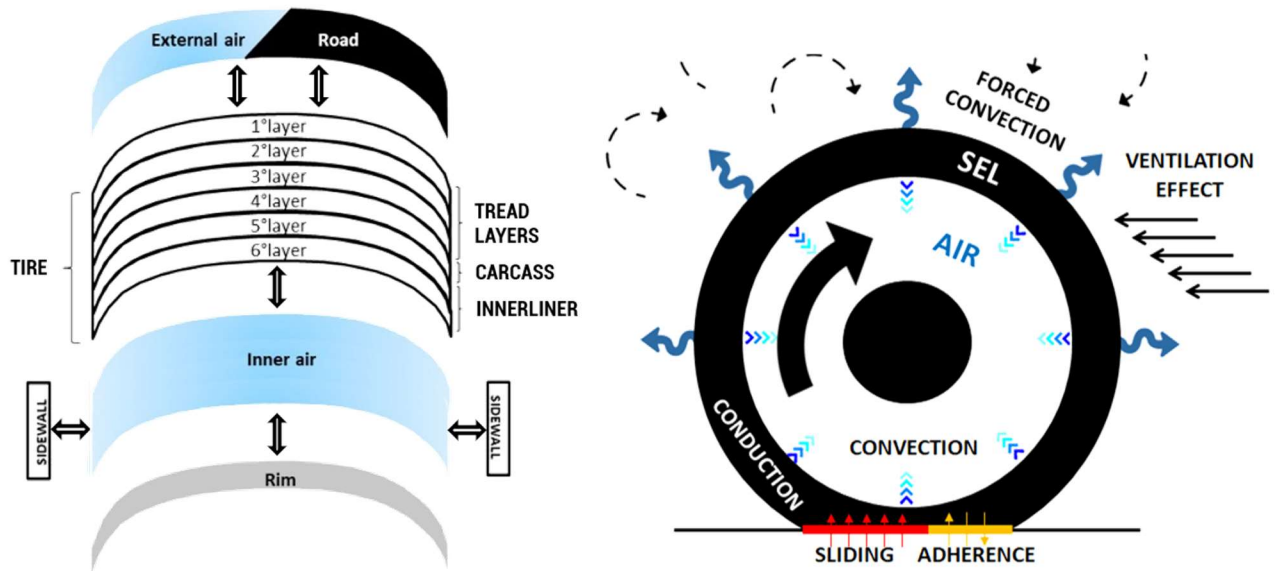 External air
Road
1°layer
2°layer
3°layer
4°layer
5°layer
6°layer
TIRE
TREAD
LAYERS
CARCASS
INNERLINER
Inner air
SIDEWALL
SIDEWALL
Rim
FORCED
CONVECTION
VENTILATION
EFFECT
SEL
AIR
CONVECTION
CONDUCTION
SLIDING
ADHERENCE